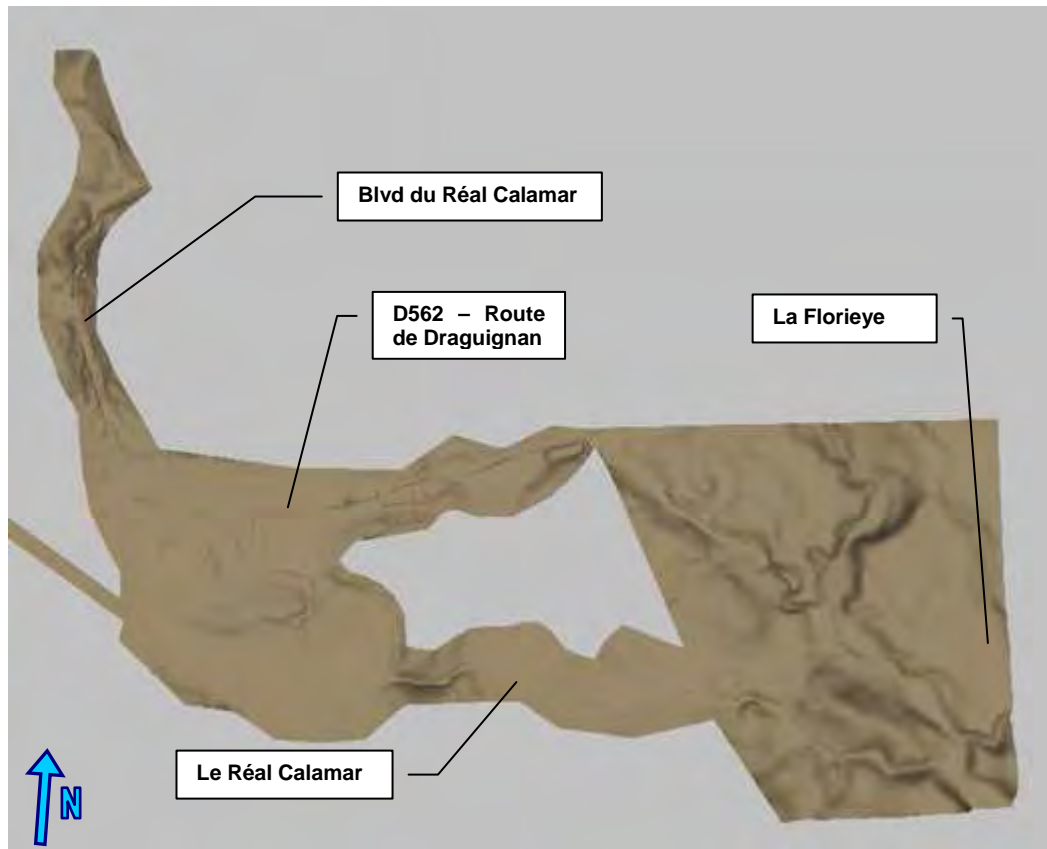 Blvd du Réal Calamar
D562 – Route
de Draguignan
La Florieye
Le Réal Calamar
N